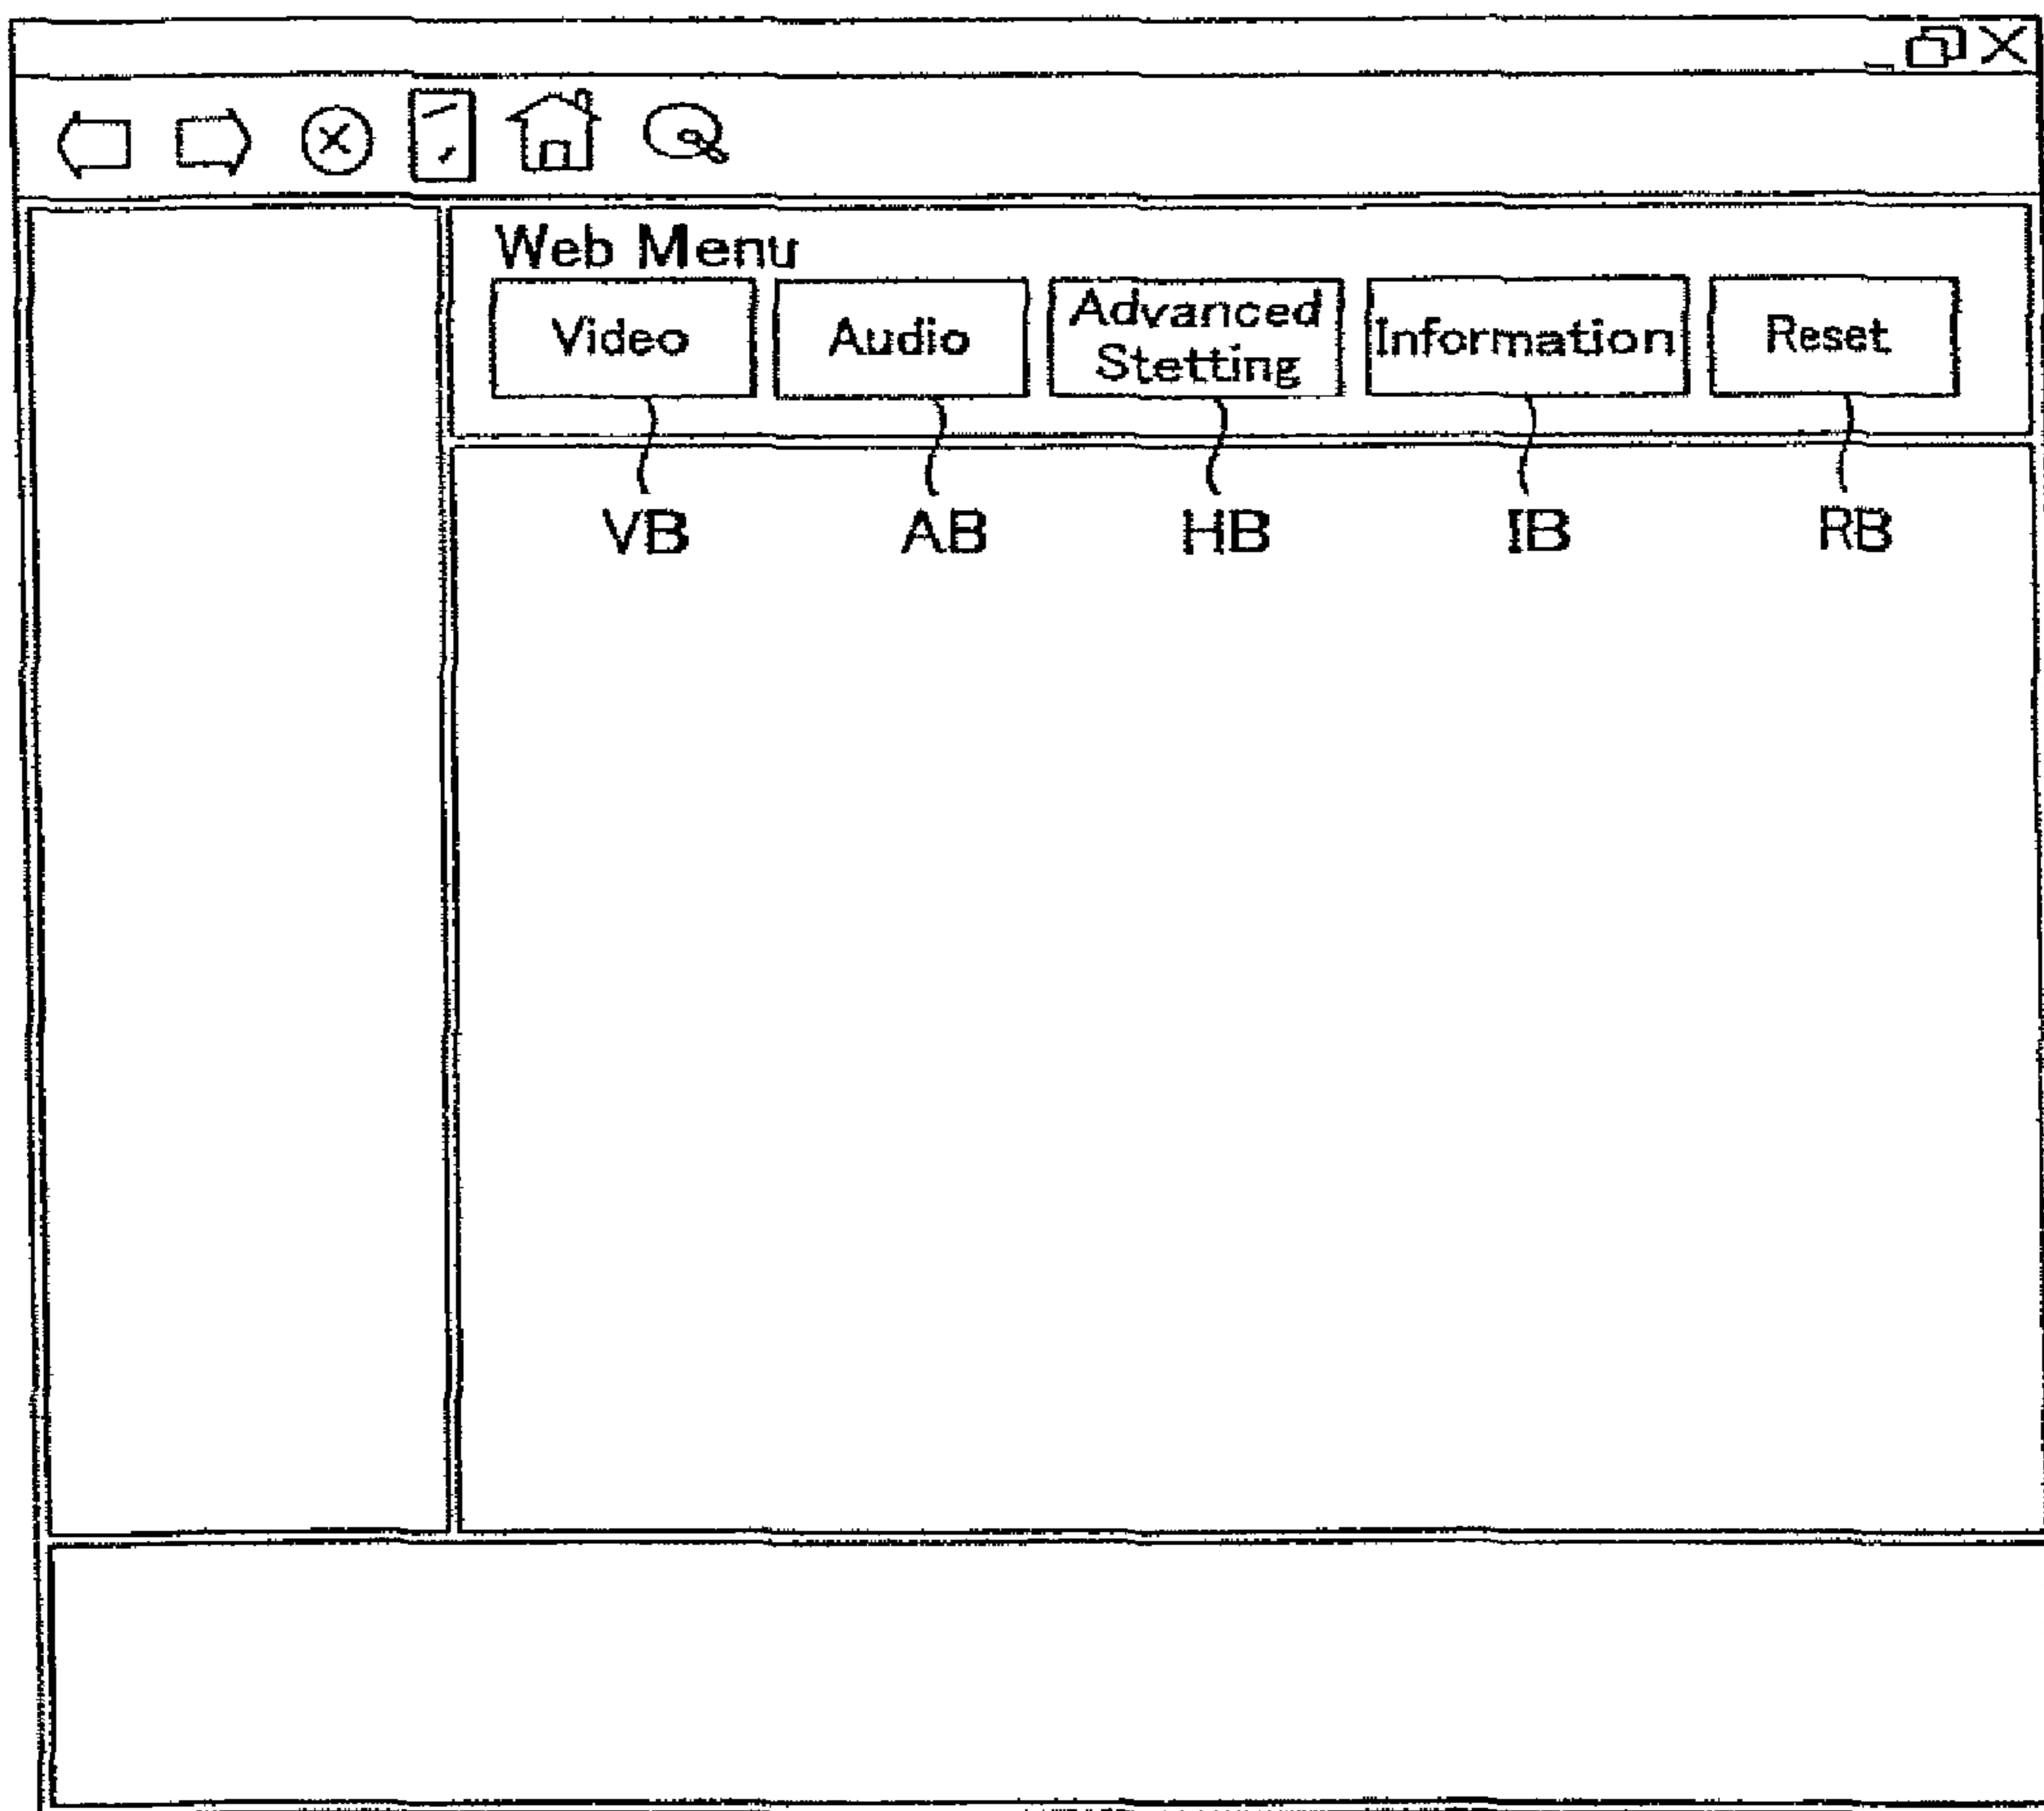 Web Menu
Video
Audio
Advanced
Stetting
Information
Reset
VB
AB
HB
IB
RB